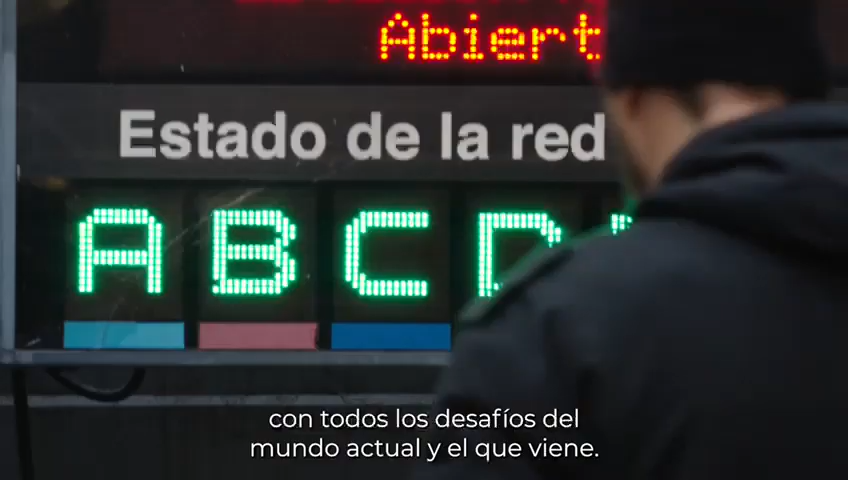 Abiert
Estado de la red
A B C D
con todos los desafíos del
mundo actual y el que viene.